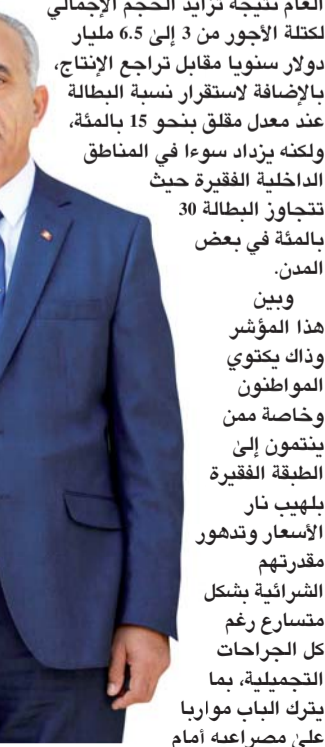 العام نتيجة تزايد الحجم الإجمالي
لكتلة الأجور من 3 إلى 6.5 مليار
دولار سنويا مقابل تراجع الإنتاج،
بالإضافة لاستقرار نسبة البطالة
عند معدل مقلق بنحو 15 بالمئة،
ولكنه يزداد سوءا في المناطق
الداخلية الفقيرة حيث
تتجاوز البطالة 30
بالمئة في بعض
المدن.
وبين
هذا المؤشر
وذاك يكتوي
المواطنون
وخاصة ممن
ينتمون إلى
الطبقة الفقيرة
بلهيب نار
الأسعار وتدهور
مقدرتهم
الشرائية بشكل
متسارع رغم
كل الجراحات
التجميلية، بما
يترك الباب مواربا
على مصراعيه أمام